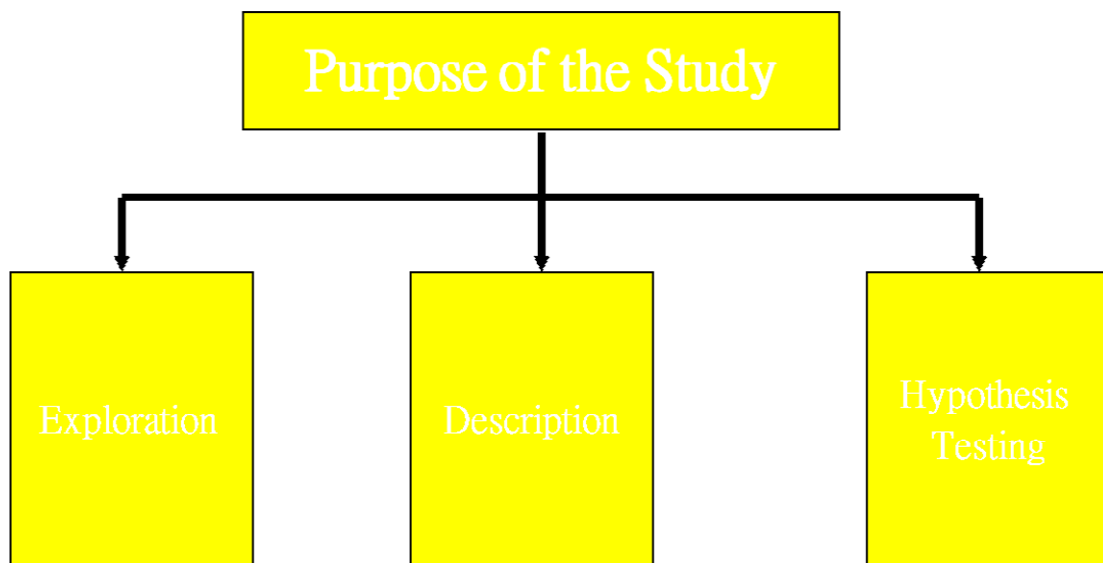 Purpose of the Study
Exploration
Description
Hypothesis
Testing